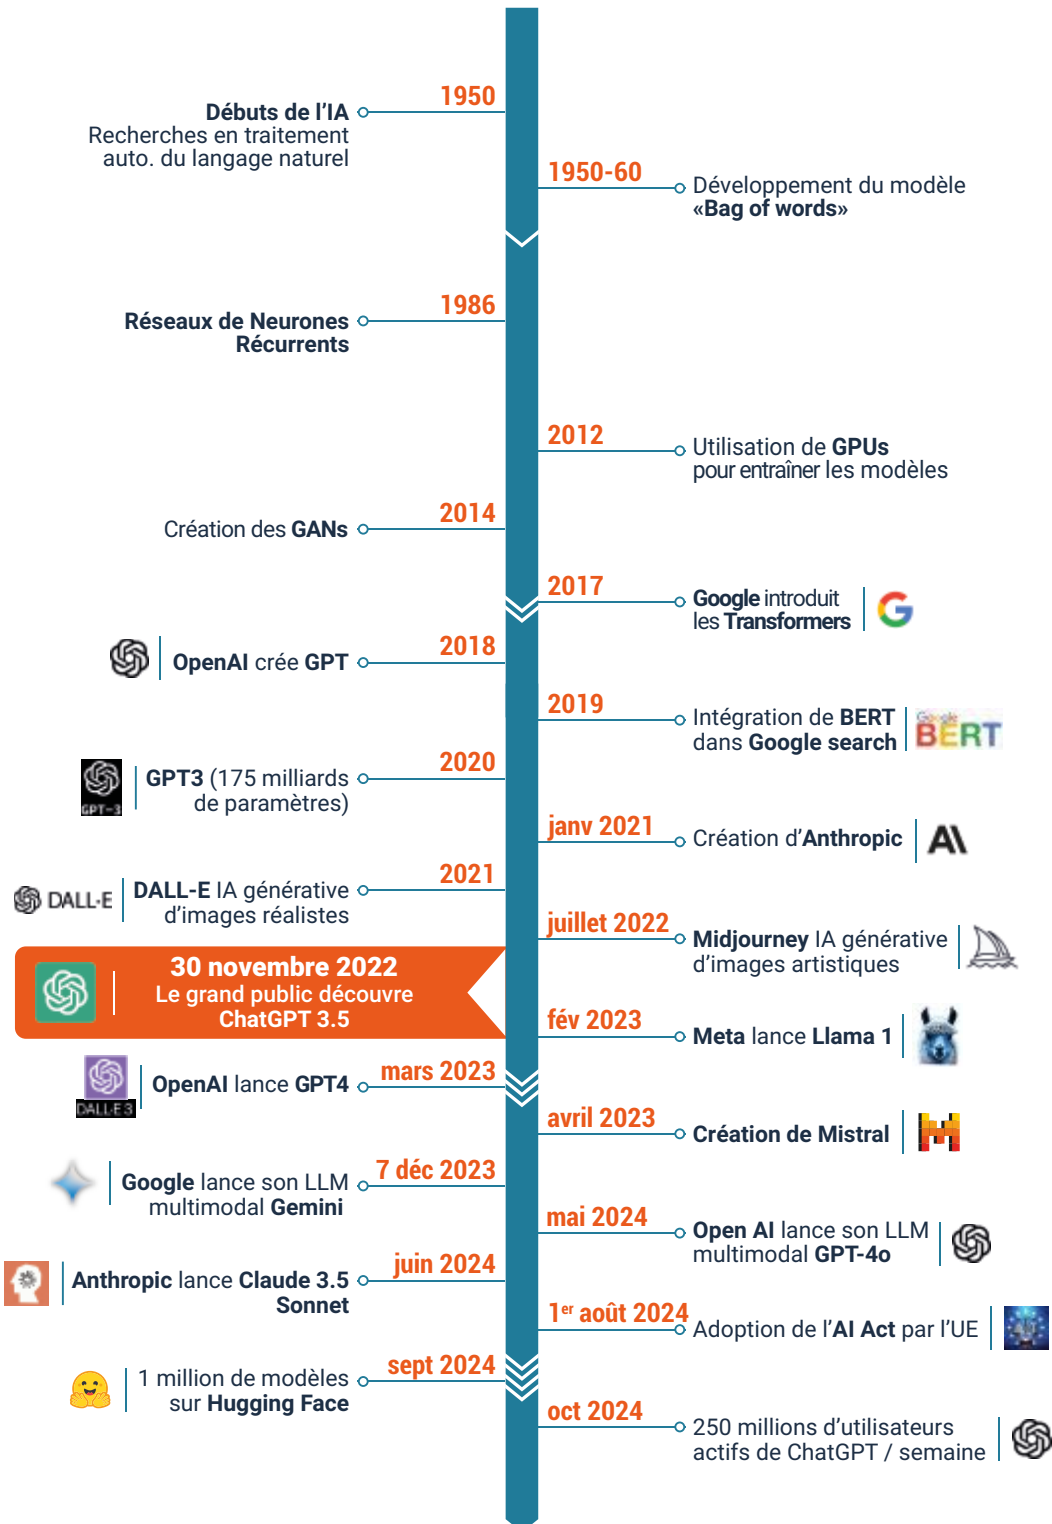 1950
Débuts de l’IA
Recherches en traitement
auto. du langage naturel
1950-60
Développement du modèle
«Bag of words»
1986
Réseaux de Neurones
Récurrents
2012
Utilisation de GPUs
pour entraîner les modèles
2014
Création des GANs
2017
Google introduit
les Transformers
2018
OpenAI crée GPT
2019
Intégration de BERT
dans Google search
Google
BERT
2020
GPT3 (175 milliards
de paramètres)
GPT-3
janv 2021
Création d’Anthropic
AI
2021
DALL·E
DALL-E IA générative
d’images réalistes
juillet 2022
Midjourney IA générative
d’images artistiques
30 novembre 2022
Le grand public découvre
ChatGPT 3.5
fév 2023
Meta lance Llama 1
mars 2023
OpenAI lance GPT4
DALL·E 3
avril 2023
Création de Mistral
7 déc 2023
Google lance son LLM
multimodal Gemini
mai 2024
Open AI lance son LLM
multimodal GPT-4o
juin 2024
Anthropic lance Claude 3.5
Sonnet
1er août 2024
Adoption de l’AI Act par l’UE
sept 2024
1 million de modèles
sur Hugging Face
oct 2024
250 millions d’utilisateurs
actifs de ChatGPT / semaine